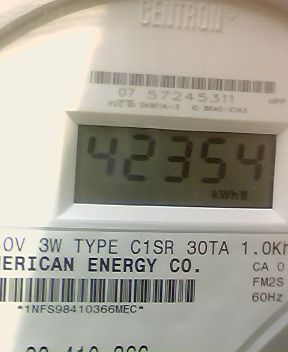 CENTRON®
07 57245311
42354
kWh
0V 3W TYPE C1SR 30TA 1.0Kh
MERICAN ENERGY CO.
CA 0
FM2S
60Hz
*1NFS98410366MEC*